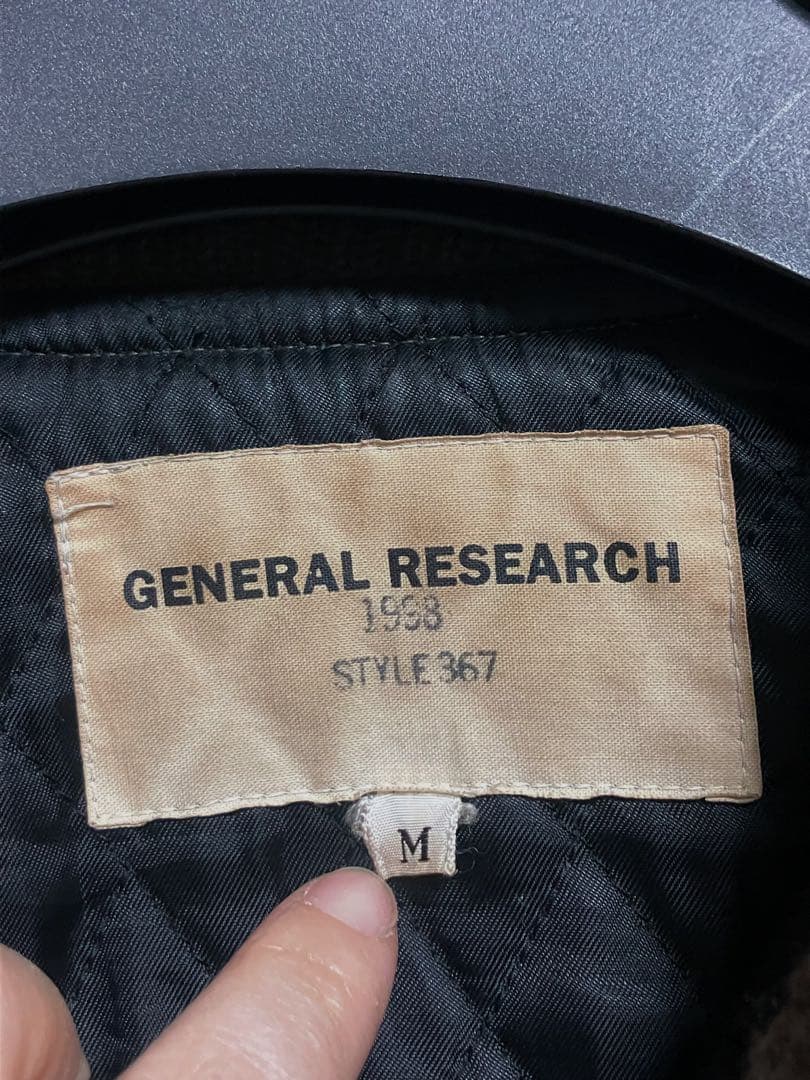 GENERAL RESEARCH
1998
STYLE 367
M